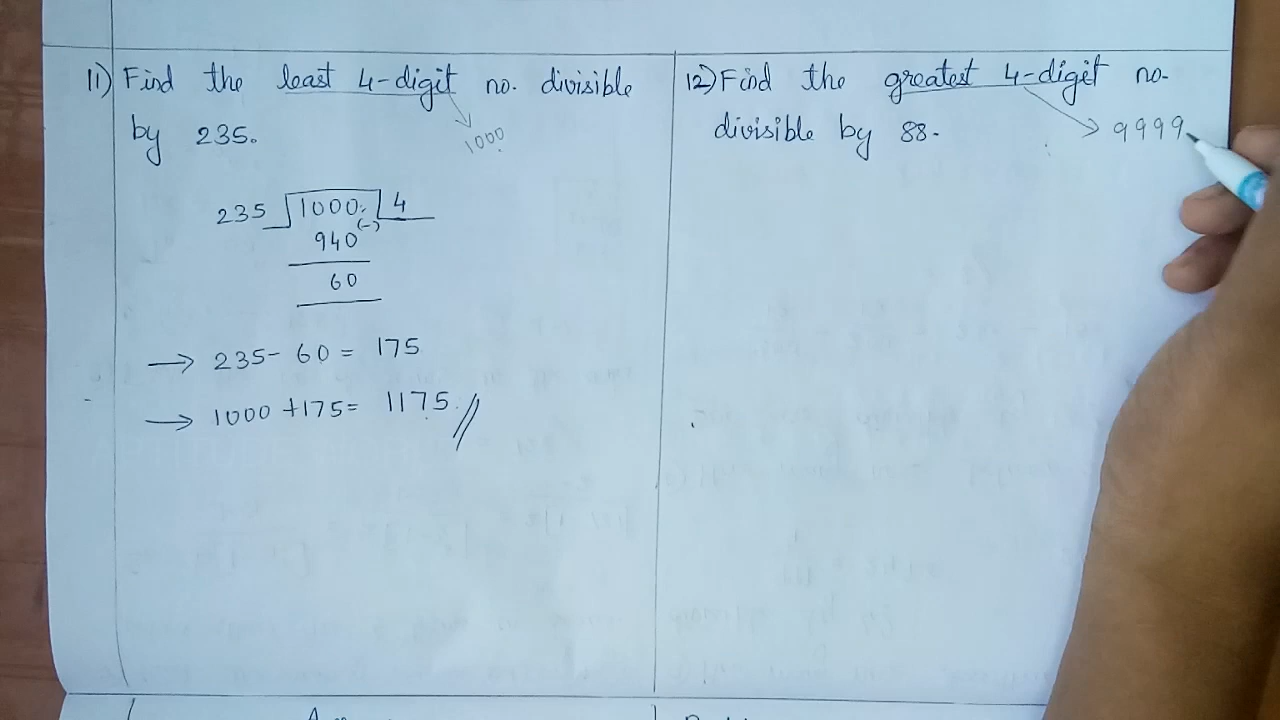 11) Find the least 4-digit no. divisible
by 235.
1000
235 1000 4
(-)
940
60
→ 235- 60 = 175
→ 1000 +175= 1175 //
12) Find the greatest 4-digit no.
divisible by 88.
→ 9999